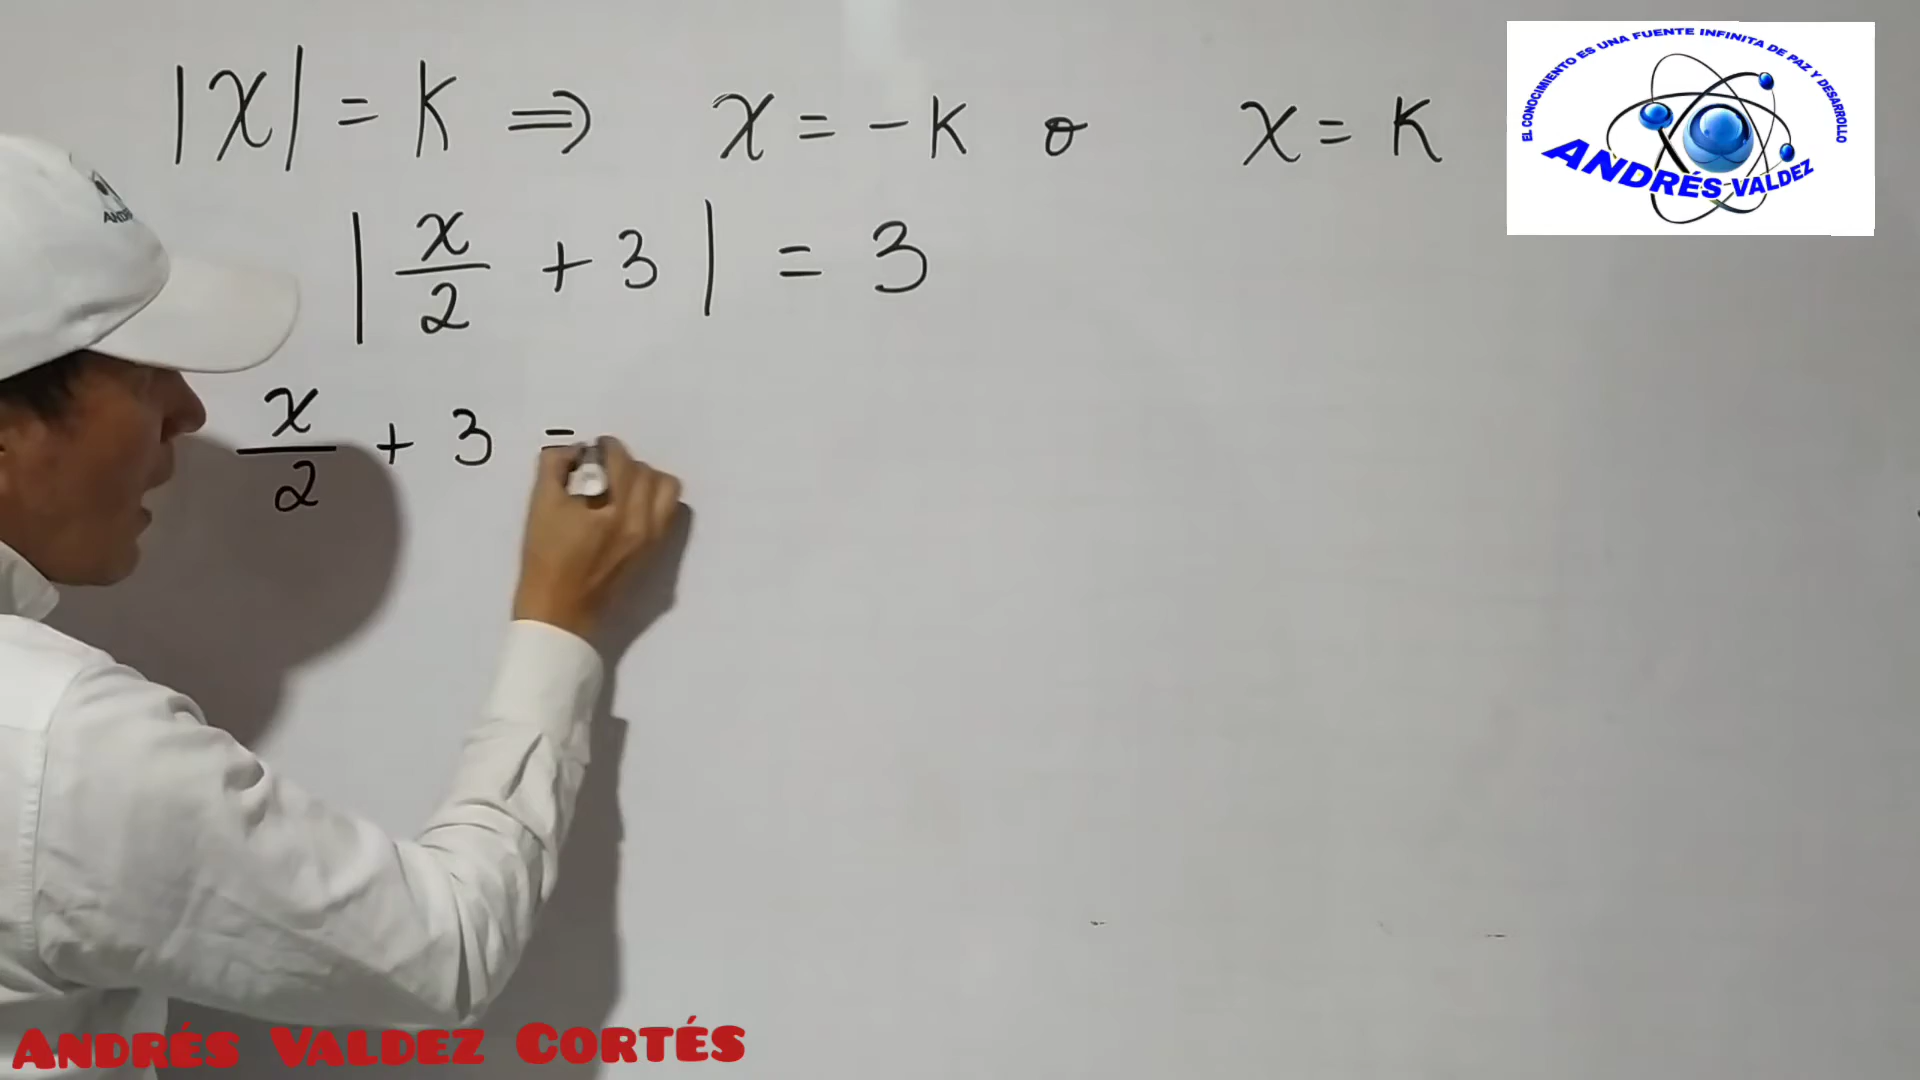 |x| = K ⇒ x = -K o x = K
|x/2 + 3| = 3
x/2 + 3 =
EL CONOCIMIENTO ES UNA FUENTE INFINITA DE PAZ Y DESARROLLO
ANDRÉS VALDEZ
ANDRÉS VALDEZ CORTÉS